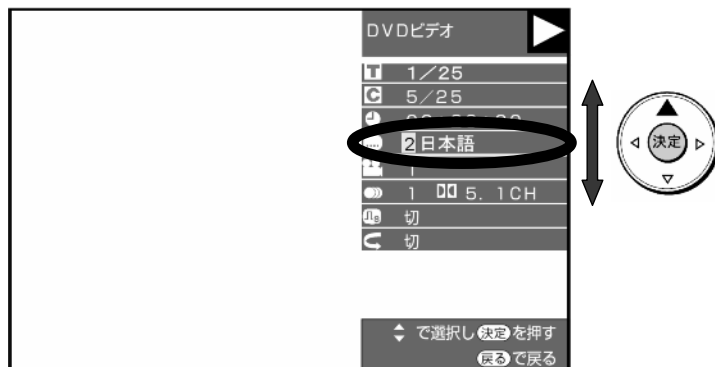 DVDビデオ
T 1/25
C 5/25
2 日本語
1
1 DD 5. 1CH
切
切
で選択し 決定 を押す
戻る で戻る
決定